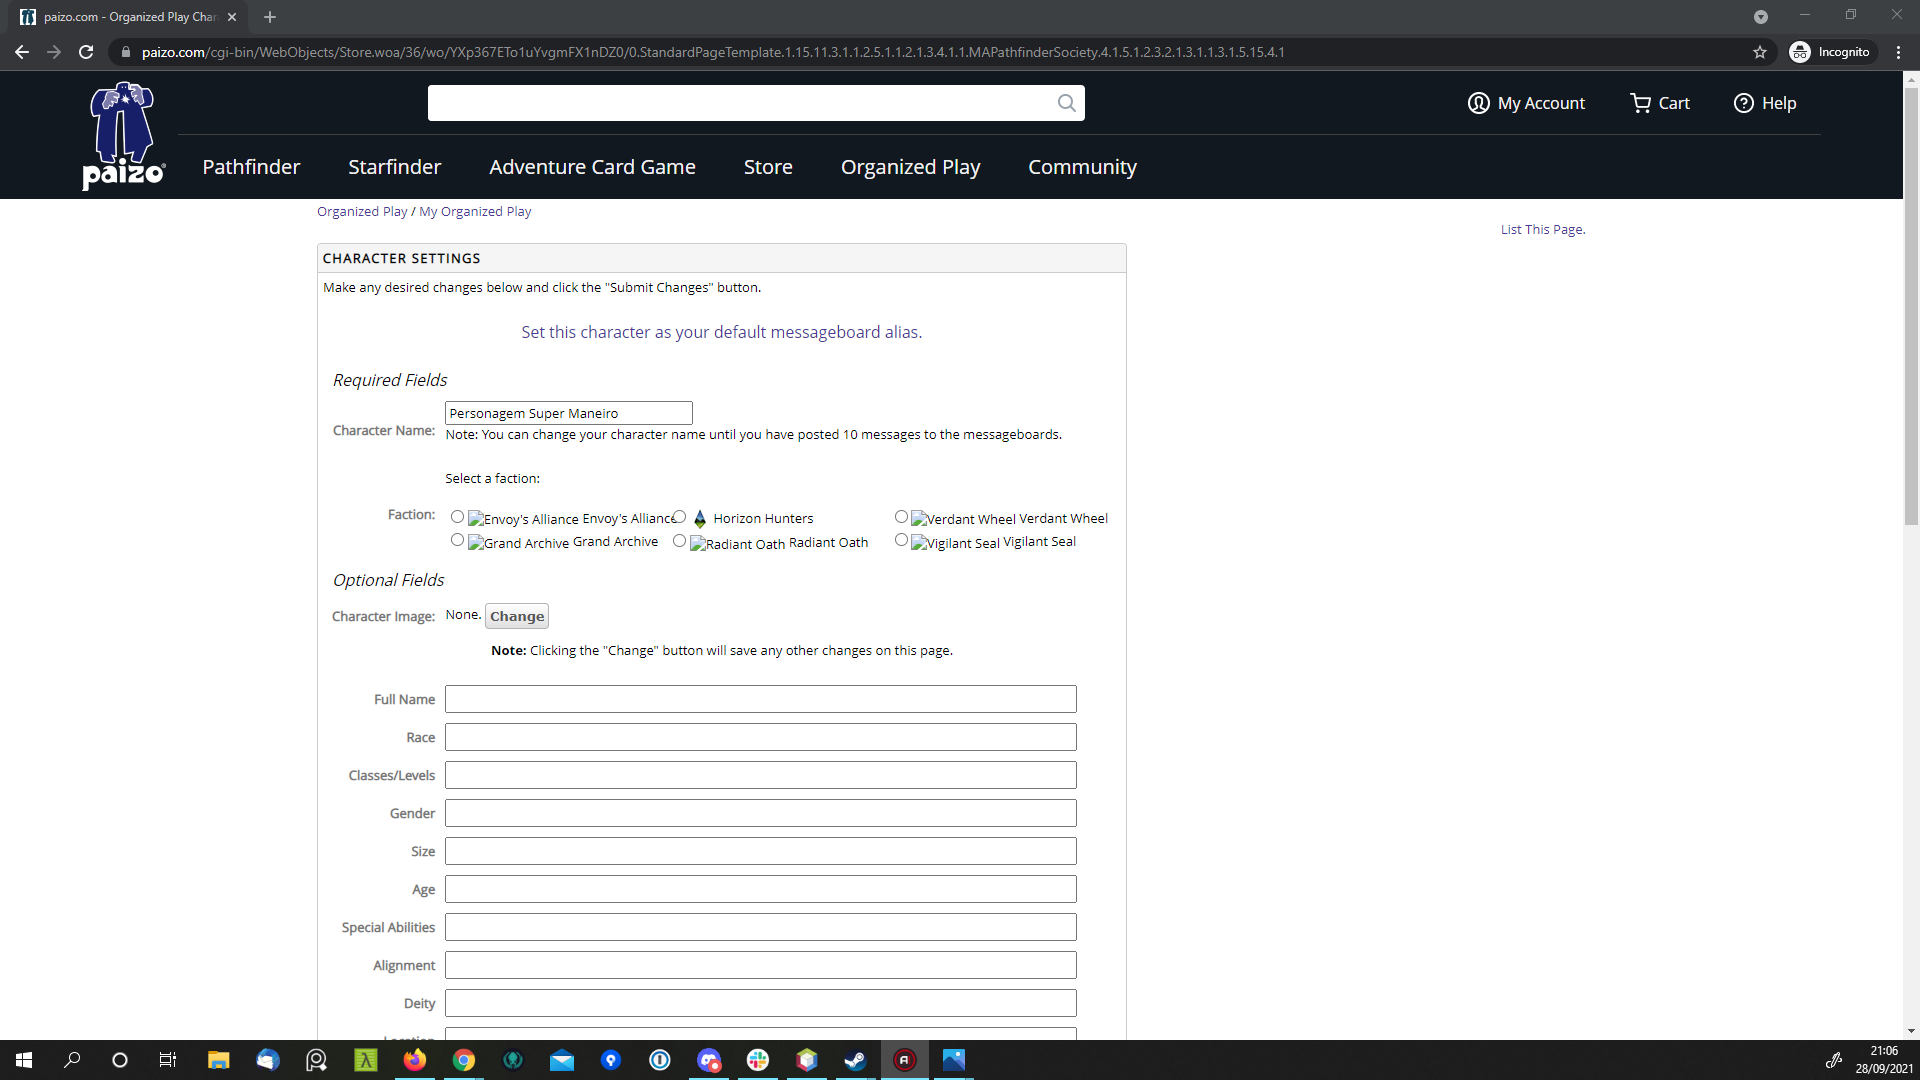 paizo.com - Organized Play Char
paizo.com/cgi-bin/WebObjects/Store.woa/36/wo/YXp367ETo1uYvgmFX1nDZ0/0.StandardPageTemplate.1.15.11.3.1.1.2.5.1.1.2.1.3.4.1.1.MAPathfinderSociety.4.1.5.1.2.3.2.1.3.1.1.3.1.5.15.4.1
Incognito
paizo
My Account
Cart
Help
Pathfinder
Starfinder
Adventure Card Game
Store
Organized Play
Community
Organized Play / My Organized Play
List This Page.
CHARACTER SETTINGS
Make any desired changes below and click the "Submit Changes" button.
Set this character as your default messageboard alias.
Required Fields
Character Name:
Personagem Super Maneiro
Note: You can change your character name until you have posted 10 messages to the messageboards.
Select a faction:
Faction:
Envoy's Alliance Envoy's Alliance
Horizon Hunters
Verdant Wheel Verdant Wheel
Grand Archive Grand Archive
Radiant Oath Radiant Oath
Vigilant Seal Vigilant Seal
Optional Fields
Character Image: None. Change
Note: Clicking the "Change" button will save any other changes on this page.
Full Name
Race
Classes/Levels
Gender
Size
Age
Special Abilities
Alignment
Deity
Location
21:06
28/09/2021